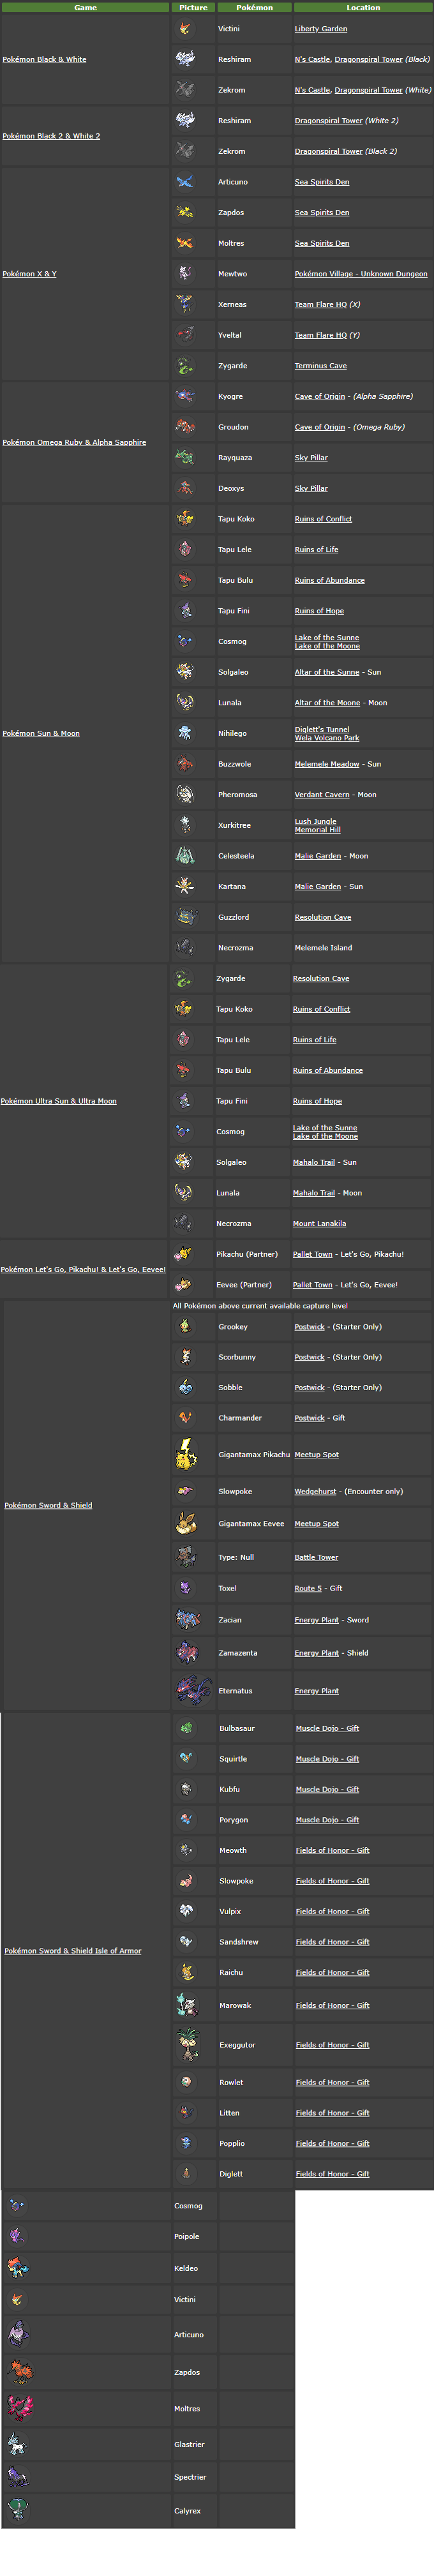 Game Picture Pokémon Location
Pokémon Black & White
Victini Liberty Garden
Reshiram N's Castle, Dragonspiral Tower (Black)
Zekrom N's Castle, Dragonspiral Tower (White)
Pokémon Black 2 & White 2
Reshiram Dragonspiral Tower (White 2)
Zekrom Dragonspiral Tower (Black 2)
Pokémon X & Y
Articuno Sea Spirits Den
Zapdos Sea Spirits Den
Moltres Sea Spirits Den
Mewtwo Pokémon Village - Unknown Dungeon
Xerneas Team Flare HQ (X)
Yveltal Team Flare HQ (Y)
Zygarde Terminus Cave
Pokémon Omega Ruby & Alpha Sapphire
Kyogre Cave of Origin - (Alpha Sapphire)
Groudon Cave of Origin - (Omega Ruby)
Rayquaza Sky Pillar
Deoxys Sky Pillar
Pokémon Sun & Moon
Tapu Koko Ruins of Conflict
Tapu Lele Ruins of Life
Tapu Bulu Ruins of Abundance
Tapu Fini Ruins of Hope
Cosmog Lake of the Sunne
Lake of the Moone
Solgaleo Altar of the Sunne - Sun
Lunala Altar of the Moone - Moon
Nihilego Diglett's Tunnel
Wela Volcano Park
Buzzwole Melemele Meadow - Sun
Pheromosa Verdant Cavern - Moon
Xurkitree Lush Jungle
Memorial Hill
Celesteela Malie Garden - Moon
Kartana Malie Garden - Sun
Guzzlord Resolution Cave
Necrozma Melemele Island
Pokémon Ultra Sun & Ultra Moon
Zygarde Resolution Cave
Tapu Koko Ruins of Conflict
Tapu Lele Ruins of Life
Tapu Bulu Ruins of Abundance
Tapu Fini Ruins of Hope
Cosmog Lake of the Sunne
Lake of the Moone
Solgaleo Mahalo Trail - Sun
Lunala Mahalo Trail - Moon
Necrozma Mount Lanakila
Pokémon Let's Go, Pikachu! & Let's Go, Eevee!
Pikachu (Partner) Pallet Town - Let's Go, Pikachu!
Eevee (Partner) Pallet Town - Let's Go, Eevee!
Pokémon Sword & Shield
All Pokémon above current available capture level
Grookey Postwick - (Starter Only)
Scorbunny Postwick - (Starter Only)
Sobble Postwick - (Starter Only)
Charmander Postwick - Gift
Gigantamax Pikachu Meetup Spot
Slowpoke Wedgehurst - (Encounter only)
Gigantamax Eevee Meetup Spot
Type: Null Battle Tower
Toxel Route 5 - Gift
Zacian Energy Plant - Sword
Zamazenta Energy Plant - Shield
Eternatus Energy Plant
Pokémon Sword & Shield Isle of Armor
Bulbasaur Muscle Dojo - Gift
Squirtle Muscle Dojo - Gift
Kubfu Muscle Dojo - Gift
Porygon Muscle Dojo - Gift
Meowth Fields of Honor - Gift
Slowpoke Fields of Honor - Gift
Vulpix Fields of Honor - Gift
Sandshrew Fields of Honor - Gift
Raichu Fields of Honor - Gift
Marowak Fields of Honor - Gift
Exeggutor Fields of Honor - Gift
Rowlet Fields of Honor - Gift
Litten Fields of Honor - Gift
Popplio Fields of Honor - Gift
Diglett Fields of Honor - Gift
Cosmog
Poipole
Keldeo
Victini
Articuno
Zapdos
Moltres
Glastrier
Spectrier
Calyrex